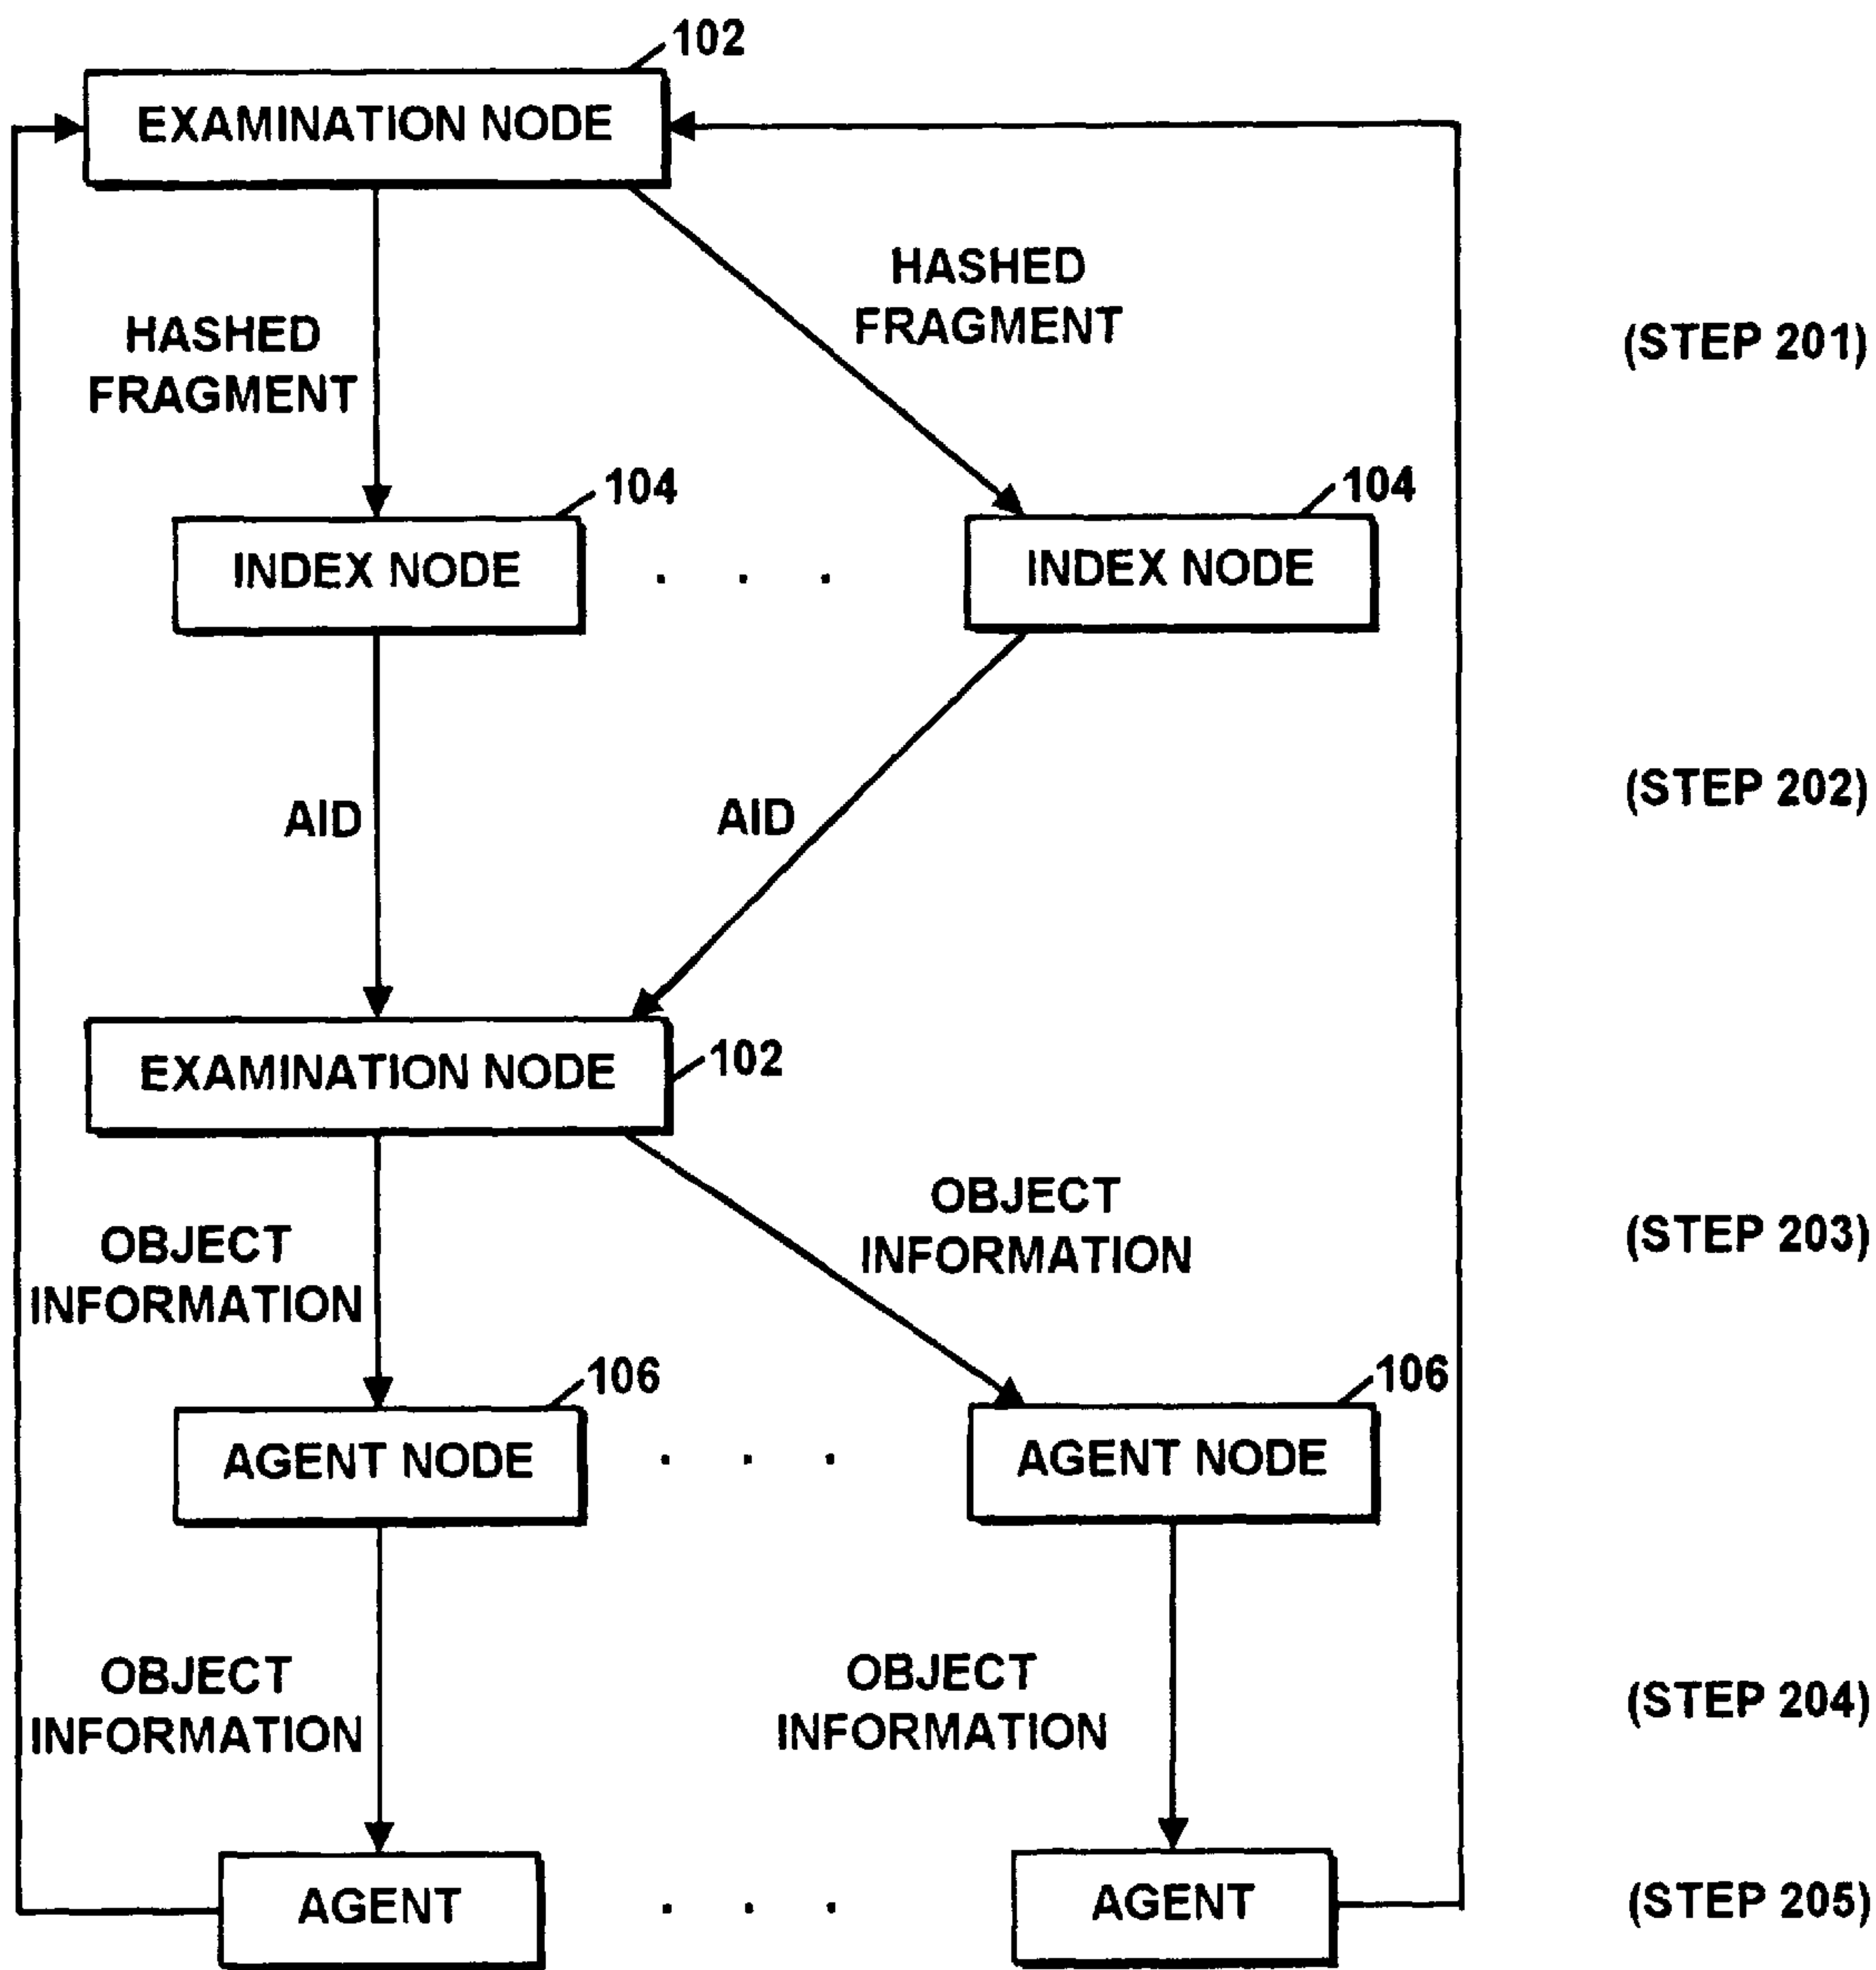 102
EXAMINATION NODE
HASHED
FRAGMENT
HASHED
FRAGMENT
(STEP 201)
104
104
INDEX NODE
. . .
INDEX NODE
AID
AID
(STEP 202)
EXAMINATION NODE
102
OBJECT
INFORMATION
OBJECT
INFORMATION
(STEP 203)
106
106
AGENT NODE
. . .
AGENT NODE
OBJECT
INFORMATION
OBJECT
INFORMATION
(STEP 204)
AGENT
. . .
AGENT
(STEP 205)